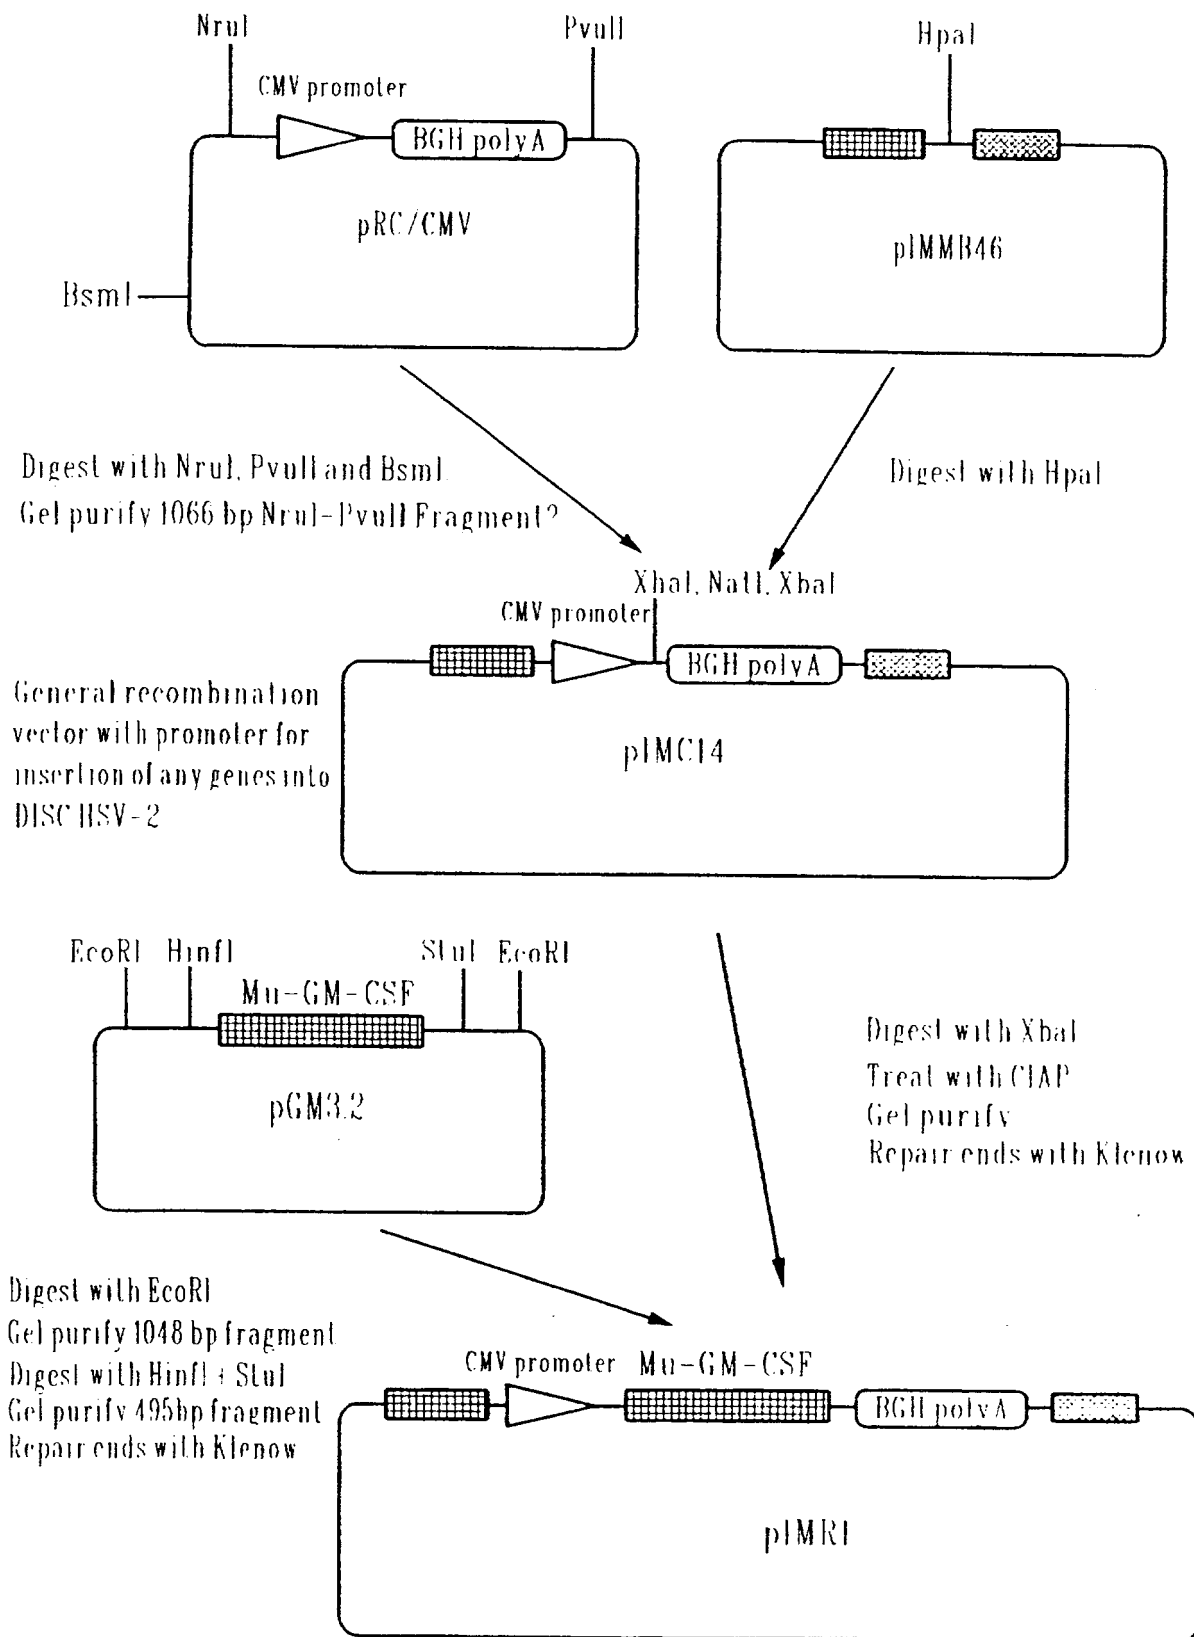 NruI
PvuII
HpaI
CMV promoter
BGH polyA
pRC/CMV
pIMMB46
BsmI
Digest with NruI, PvuII and BsmI
Gel purify 1066 bp NruI-PvuII Fragment?
Digest with HpaI
XhaI, NatI, XbaI
CMV promoter
BGH polyA
General recombination
vector with promoter for
insertion of any genes into
DISC HSV-2
pIMC14
EcoRI HinfI
StuI EcoRI
Mu-GM-CSF
pGM3.2
Digest with XbaI
Treat with CIAP
Gel purify
Repair ends with Klenow
Digest with EcoRI
Gel purify 1048 bp fragment
Digest with HinfI + StuI
Gel purify 495bp fragment
Repair ends with Klenow
CMV promoter Mu-GM-CSF
BGH polyA
pIMR1